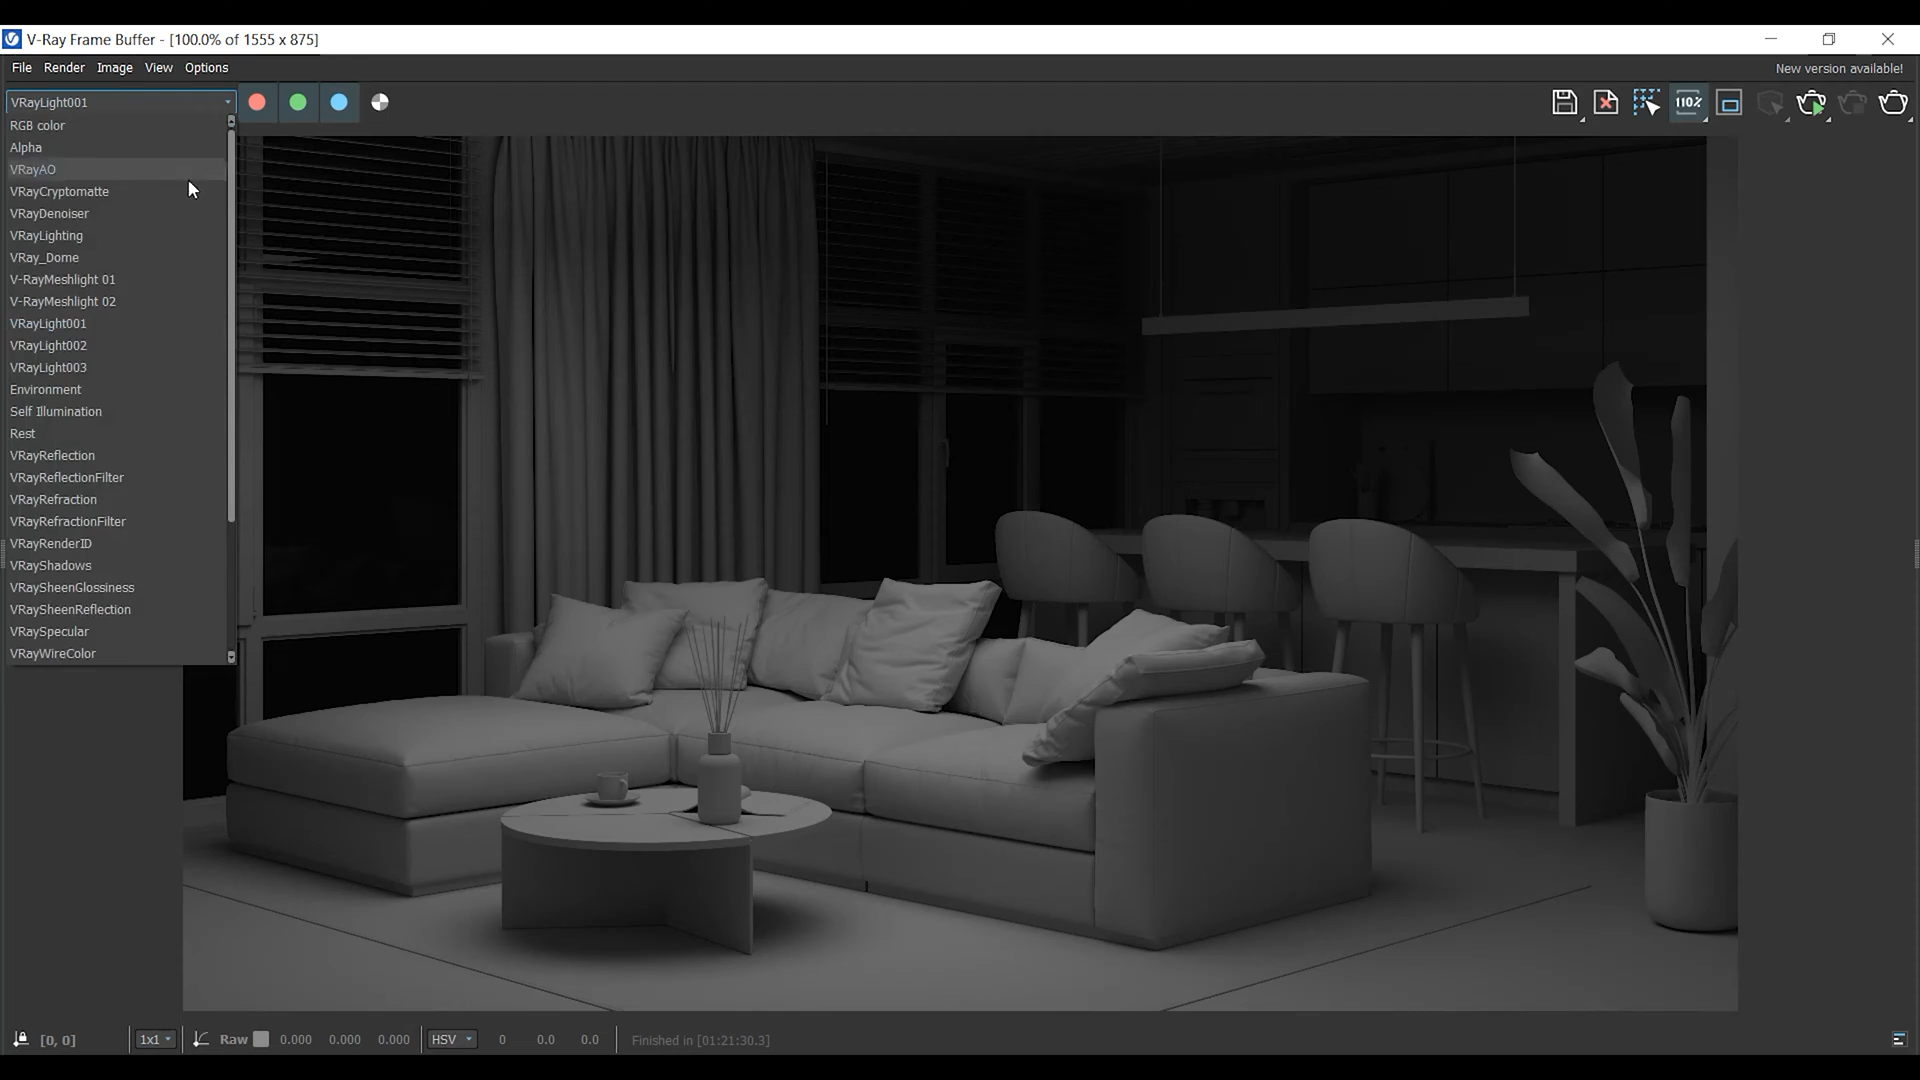 V-Ray Frame Buffer - [100.0% of 1555 x 875]
File Render Image View Options
New version available!
VRayLight001
110%
RGB color
Alpha
VRayAO
VRayCryptomatte
VRayDenoiser
VRayLighting
VRay_Dome
V-RayMeshlight 01
V-RayMeshlight 02
VRayLight001
VRayLight002
VRayLight003
Environment
Self Illumination
Rest
VRayReflection
VRayReflectionFilter
VRayRefraction
VRayRefractionFilter
VRayRenderID
VRayShadows
VRaySheenGlossiness
VRaySheenReflection
VRaySpecular
VRayWireColor
[0, 0] 1x1 Raw 0.000 0.000 0.000 HSV 0 0.0 0.0 Finished in [01:21:30.3]